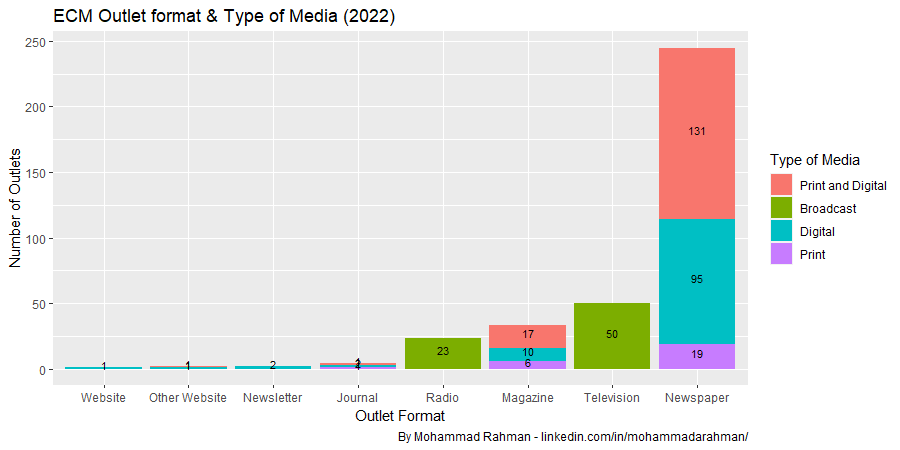 ECM Outlet format & Type of Media (2022)
Number of Outlets
250
200
150
100
50
0
131
95
19
50
17
10
6
23
2
1
1
Website Other Website Newsletter Journal Radio Magazine Television Newspaper
Outlet Format
Type of Media
Print and Digital
Broadcast
Digital
Print
By Mohammad Rahman - linkedin.com/in/mohammadarahman/